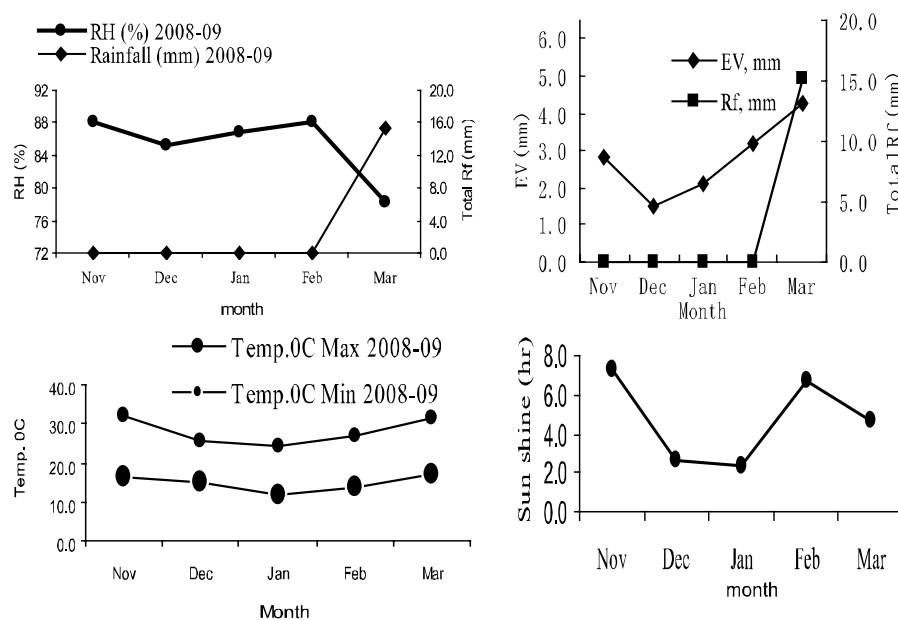 RH (%) 2008-09
Rainfall (mm) 2008-09
92
88
84
80
76
72
RH (%)
20.0
16.0
12.0
8.0
4.0
0.0
Total Rf (mm)
Nov Dec Jan Feb Mar
month
6.0
5.0
4.0
3.0
2.0
1.0
0.0
EV (mm)
EV, mm
Rf, mm
20.0
15.0
10.0
5.0
0.0
Total Rf (mm)
Nov Dec Jan Feb Mar
Month
Temp.0C Max 2008-09
Temp.0C Min 2008-09
40.0
30.0
20.0
10.0
0.0
Temp. 0C
Nov Dec Jan Feb Mar
Month
8.0
6.0
4.0
2.0
0.0
Sun shine (hr)
Nov Dec Jan Feb Mar
month